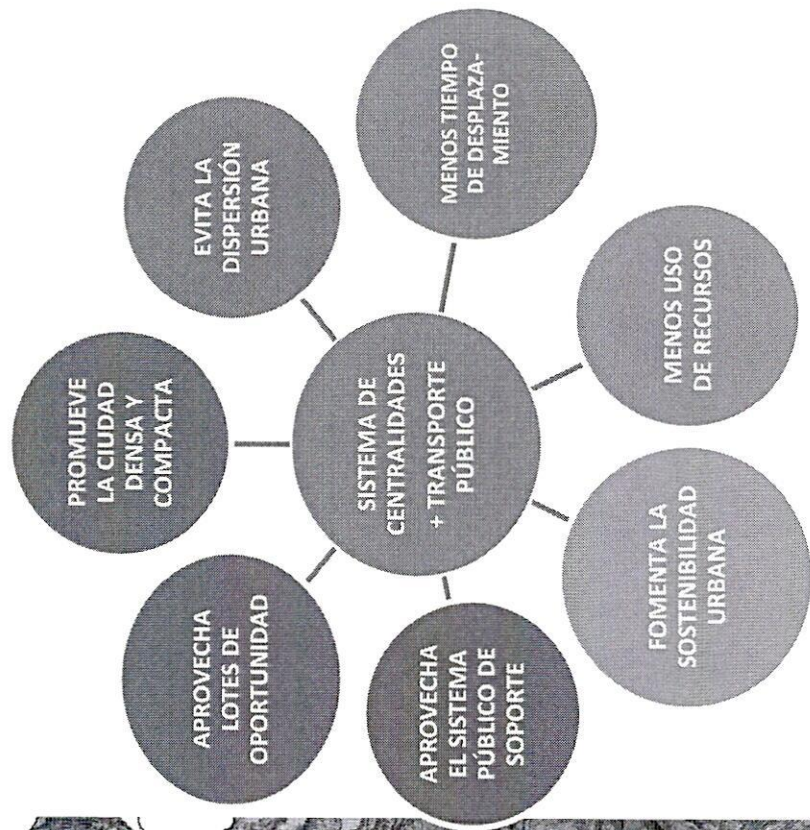 PROMUEVE
LA CIUDAD
DENSA Y
COMPACTA
EVITA LA
DISPERSIÓN
URBANA
MENOS TIEMPO
DE DESPLAZA-
MIENTO
MENOS USO
DE RECURSOS
FOMENTA LA
SOSTENIBILIDAD
URBANA
APROVECHA
EL SISTEMA
PÚBLICO DE
SOPORTE
APROVECHA
LOTES DE
OPORTUNIDAD
SISTEMA DE
CENTRALIDADES
+ TRANSPORTE
PÚBLICO